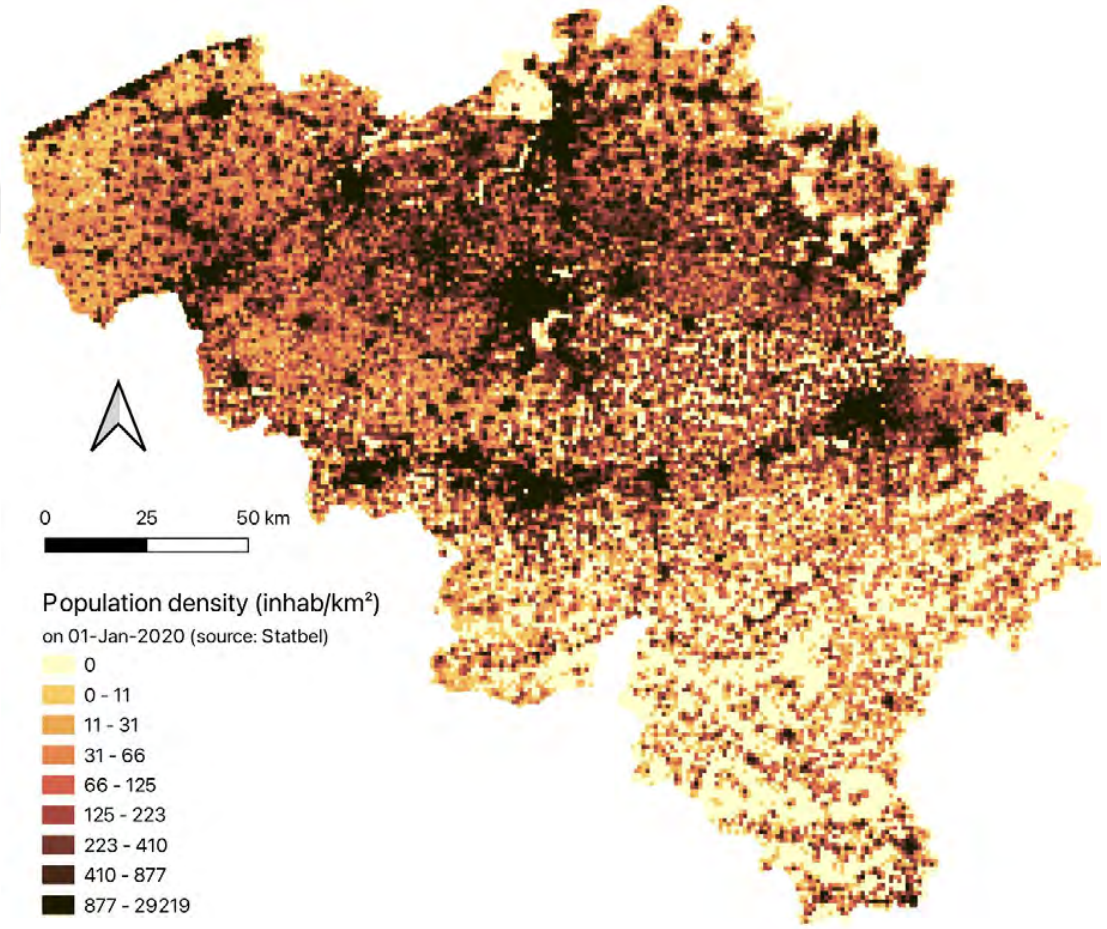 0 25 50 km
Population density (inhab/km²)
on 01-Jan-2020 (source: Statbel)
0
0 - 11
11 - 31
31 - 66
66 - 125
125 - 223
223 - 410
410 - 877
877 - 29219